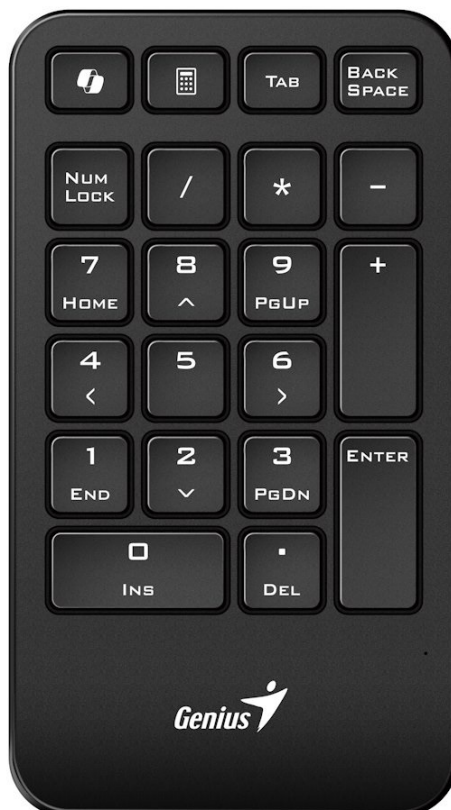 TAB
BACK
SPACE
NUM
LOCK
/
*
-
+
7
HOME
8
^
9
PGUP
4
<
5
6
>
1
END
2
⌄
3
PGDN
ENTER
0
INS
.
DEL
Genius